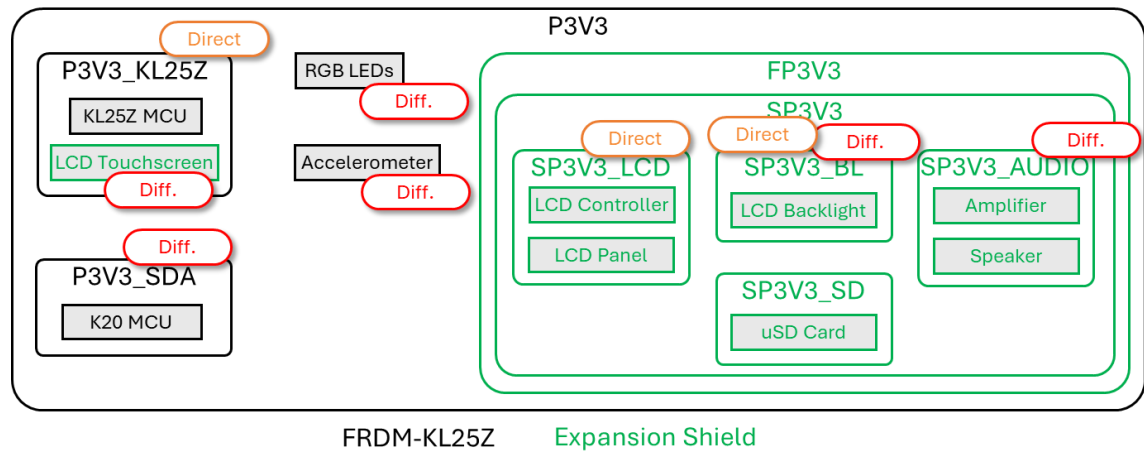 P3V3
Direct
P3V3_KL25Z
KL25Z MCU
LCD Touchscreen
Diff.
Diff.
P3V3_SDA
K20 MCU
RGB LEDs
Diff.
Accelerometer
Diff.
FP3V3
SP3V3
Direct
SP3V3_LCD
LCD Controller
LCD Panel
Direct
Diff.
SP3V3_BL
LCD Backlight
SP3V3_SD
uSD Card
Diff.
SP3V3_AUDIO
Amplifier
Speaker
FRDM-KL25Z
Expansion Shield